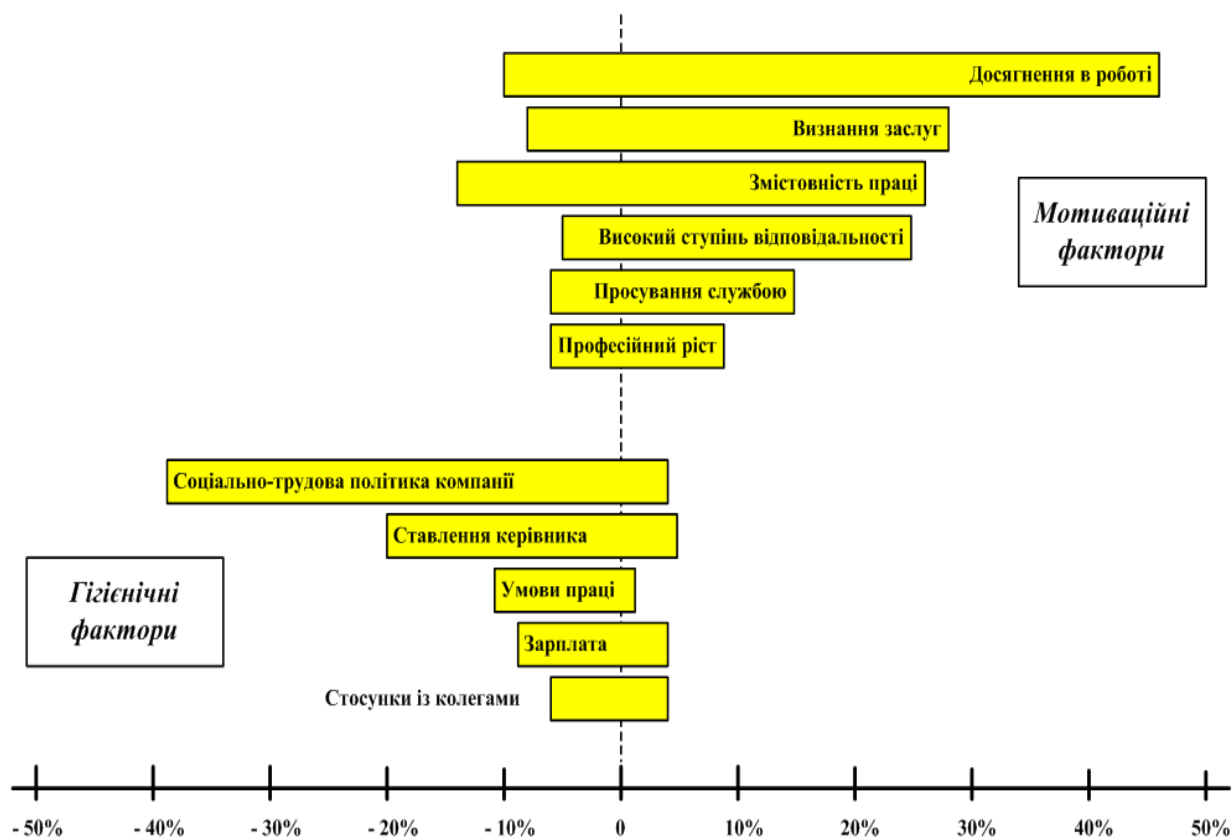 Досягнення в роботі
Визнання заслуг
Змістовність праці
Високий ступінь відповідальності
Просування службою
Професійний ріст
Мотиваційні
фактори
Соціально-трудова політика компанії
Ставлення керівника
Умови праці
Зарплата
Стосунки із колегами
Гігієнічні
фактори
- 50% - 40% - 30% - 20% - 10% 0 10% 20% 30% 40% 50%